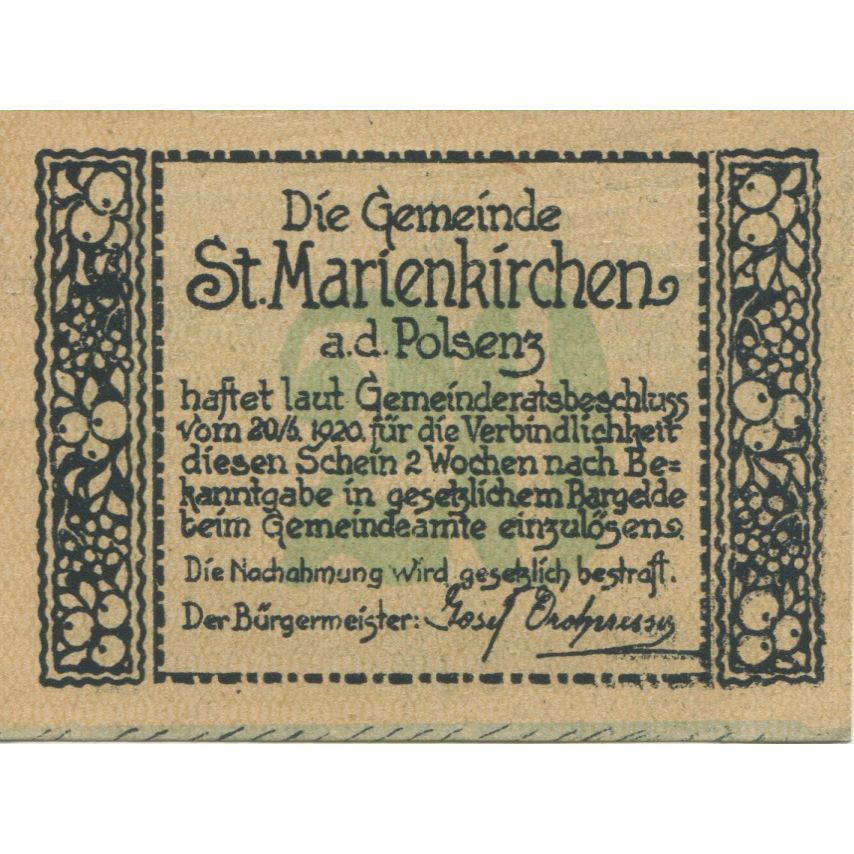 Die Gemeinde
St. Marienkirchen
a.d. Polsenz
haftet laut Gemeinderatsbeschluss
vom 20/5. 1920. für die Verbindlichkeit
diesen Schein 2 Wochen nach Be=
kanntgabe in gesetzlichem Bargelde
beim Gemeindeamte einzulösen.
Die Nachahmung wird gesetzlich bestraft.
Der Bürgermeister: Josef